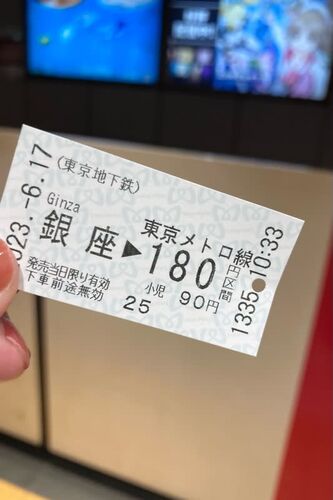 023.-6.17
(東京地下鉄)
Ginza
銀座▶
東京メトロ線
180円区間
小児 90円
発売当日限り有効
下車前途無効
25
1335 10:33